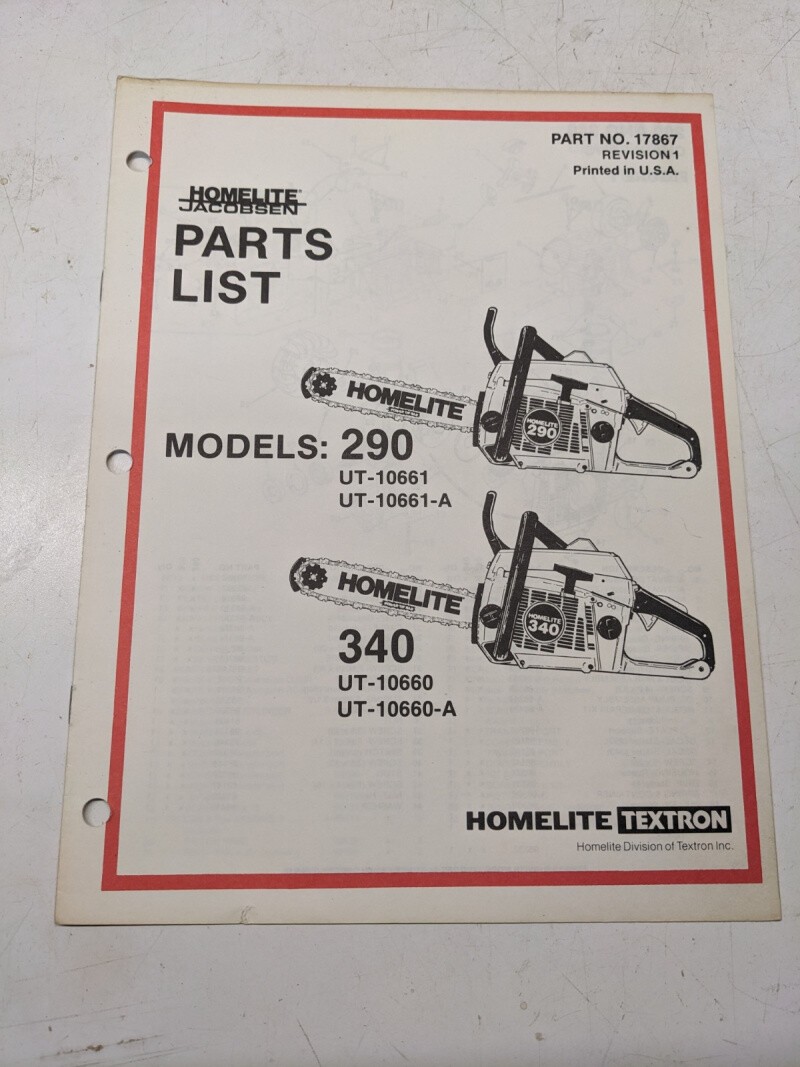 PART NO. 17867
REVISION 1
Printed in U.S.A.
HOMELITE®
JACOBSEN
PARTS
LIST
HOMELITE
HOMELITE
290
MODELS: 290
UT-10661
UT-10661-A
HOMELITE
HOMELITE
340
340
UT-10660
UT-10660-A
HOMELITE TEXTRON
Homelite Division of Textron Inc.